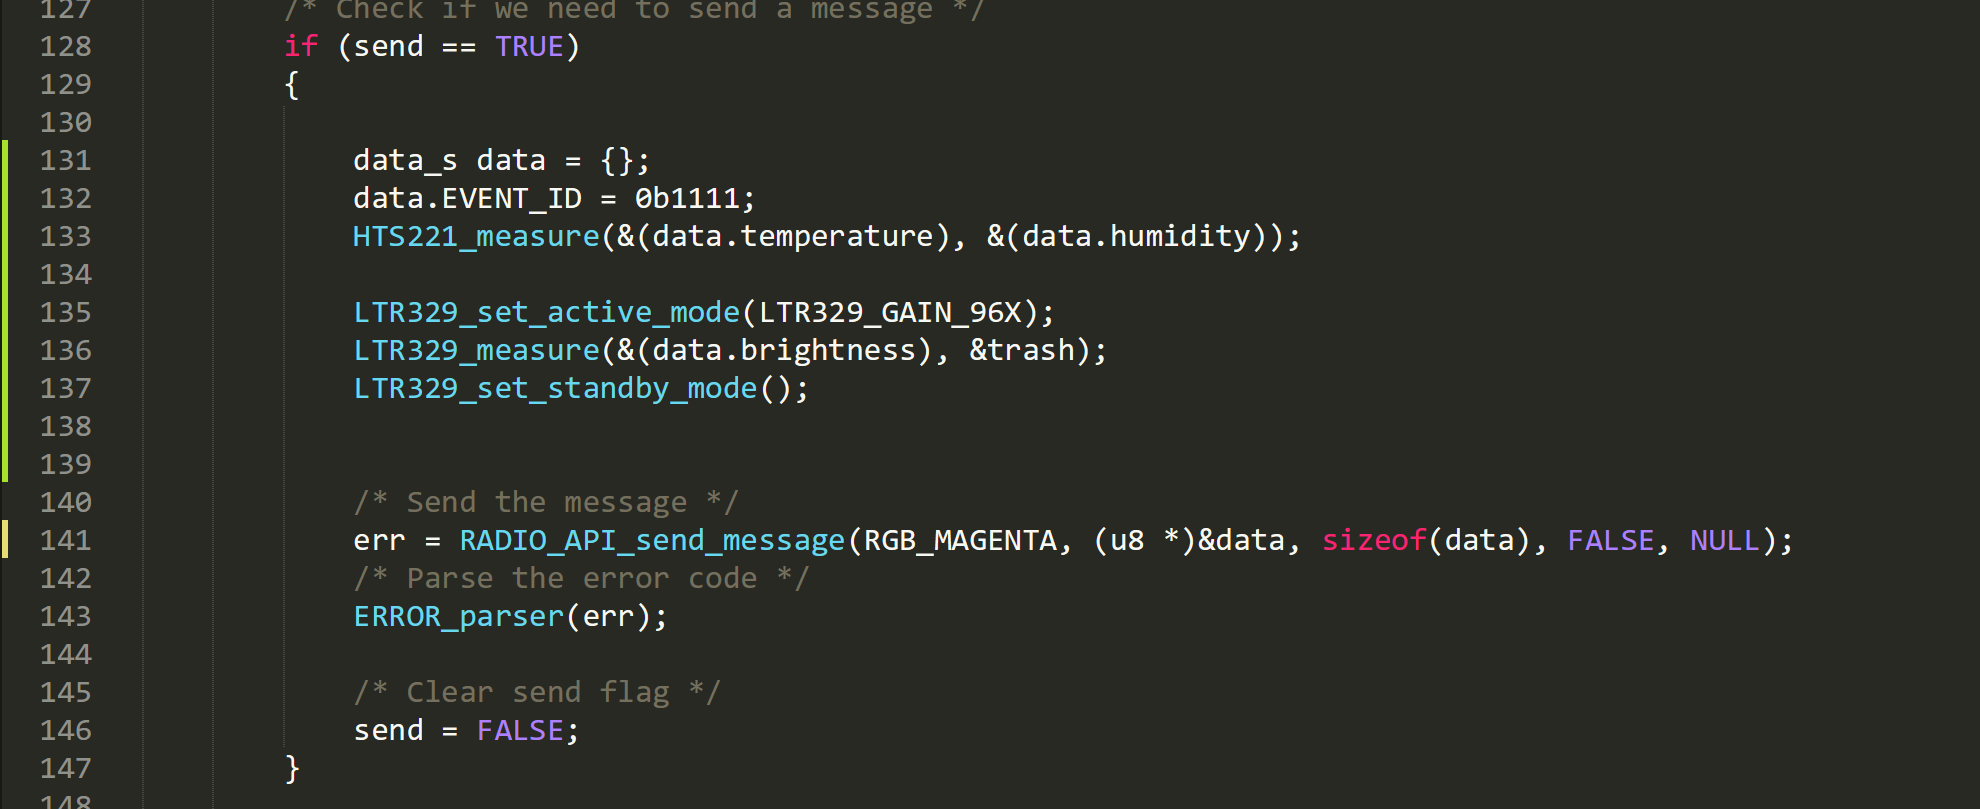 127 /* Check if we need to send a message */
128 if (send == TRUE)
129 {
130
131 data_s data = {};
132 data.EVENT_ID = 0b1111;
133 HTS221_measure(&(data.temperature), &(data.humidity));
134
135 LTR329_set_active_mode(LTR329_GAIN_96X);
136 LTR329_measure(&(data.brightness), &trash);
137 LTR329_set_standby_mode();
138
139
140 /* Send the message */
141 err = RADIO_API_send_message(RGB_MAGENTA, (u8 *)&data, sizeof(data), FALSE, NULL);
142 /* Parse the error code */
143 ERROR_parser(err);
144
145 /* Clear send flag */
146 send = FALSE;
147 }
148